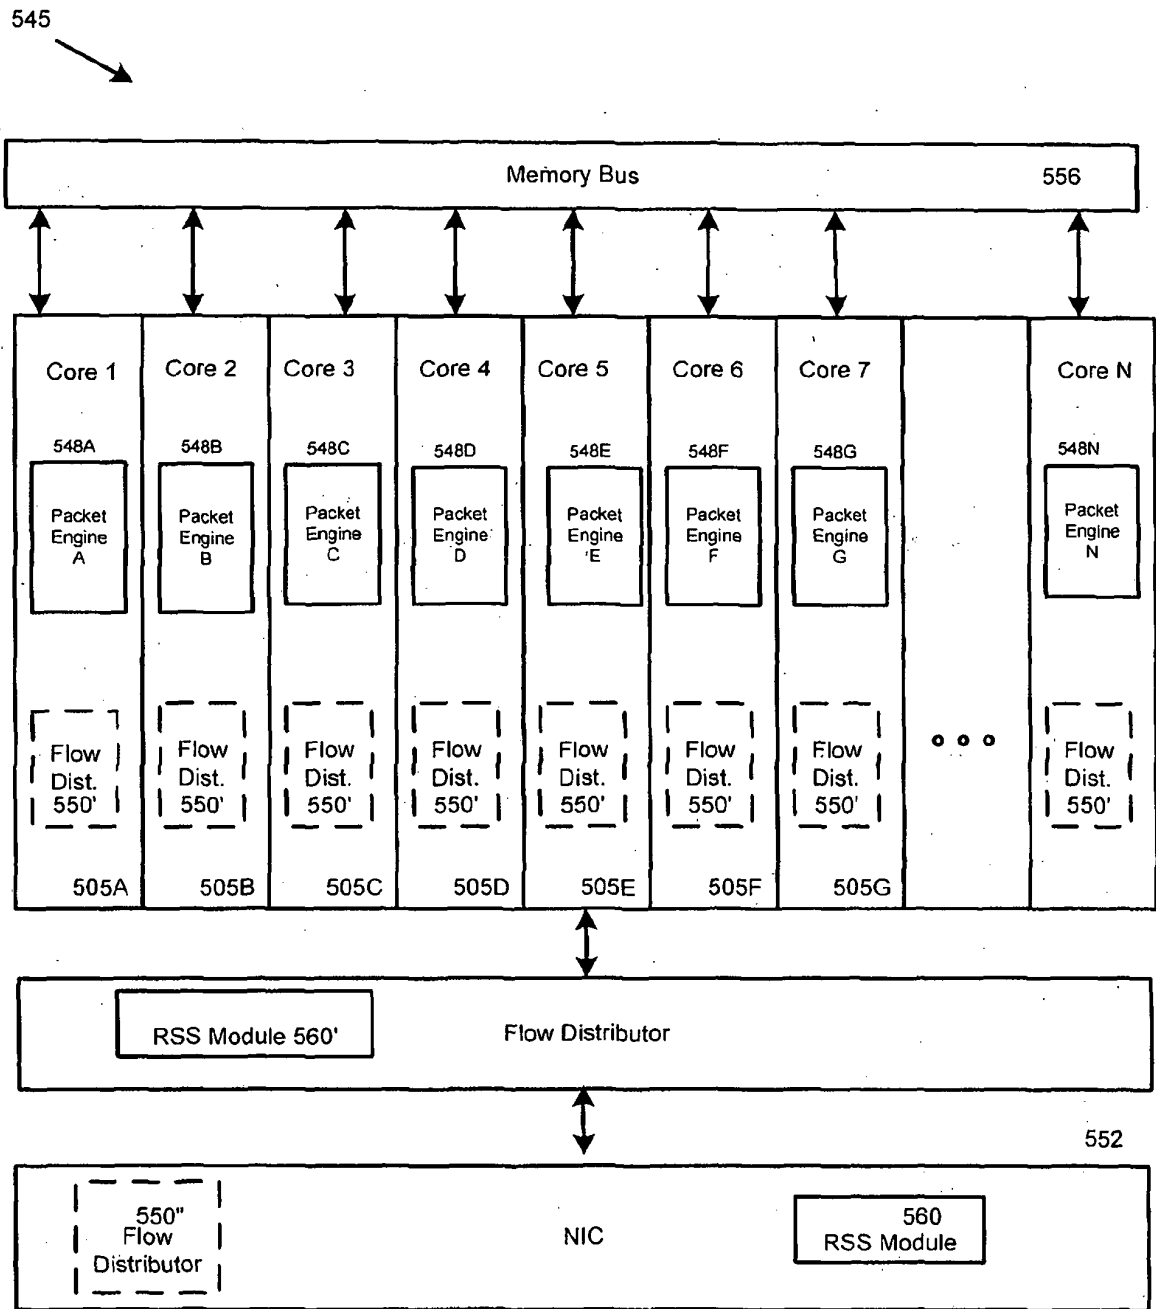 545
Memory Bus 556
Core 1 Core 2 Core 3 Core 4 Core 5 Core 6 Core 7 Core N
548A 548B 548C 548D 548E 548F 548G 548N
Packet Packet Packet Packet Packet Packet Packet Packet
Engine Engine Engine Engine Engine Engine Engine Engine
A B C D E F G N
Flow Flow Flow Flow Flow Flow Flow Flow
Dist. Dist. Dist. Dist. Dist. Dist. Dist. Dist.
550' 550' 550' 550' 550' 550' 550' 550'
505A 505B 505C 505D 505E 505F 505G
RSS Module 560' Flow Distributor
552
550"
Flow
Distributor
NIC
560
RSS Module